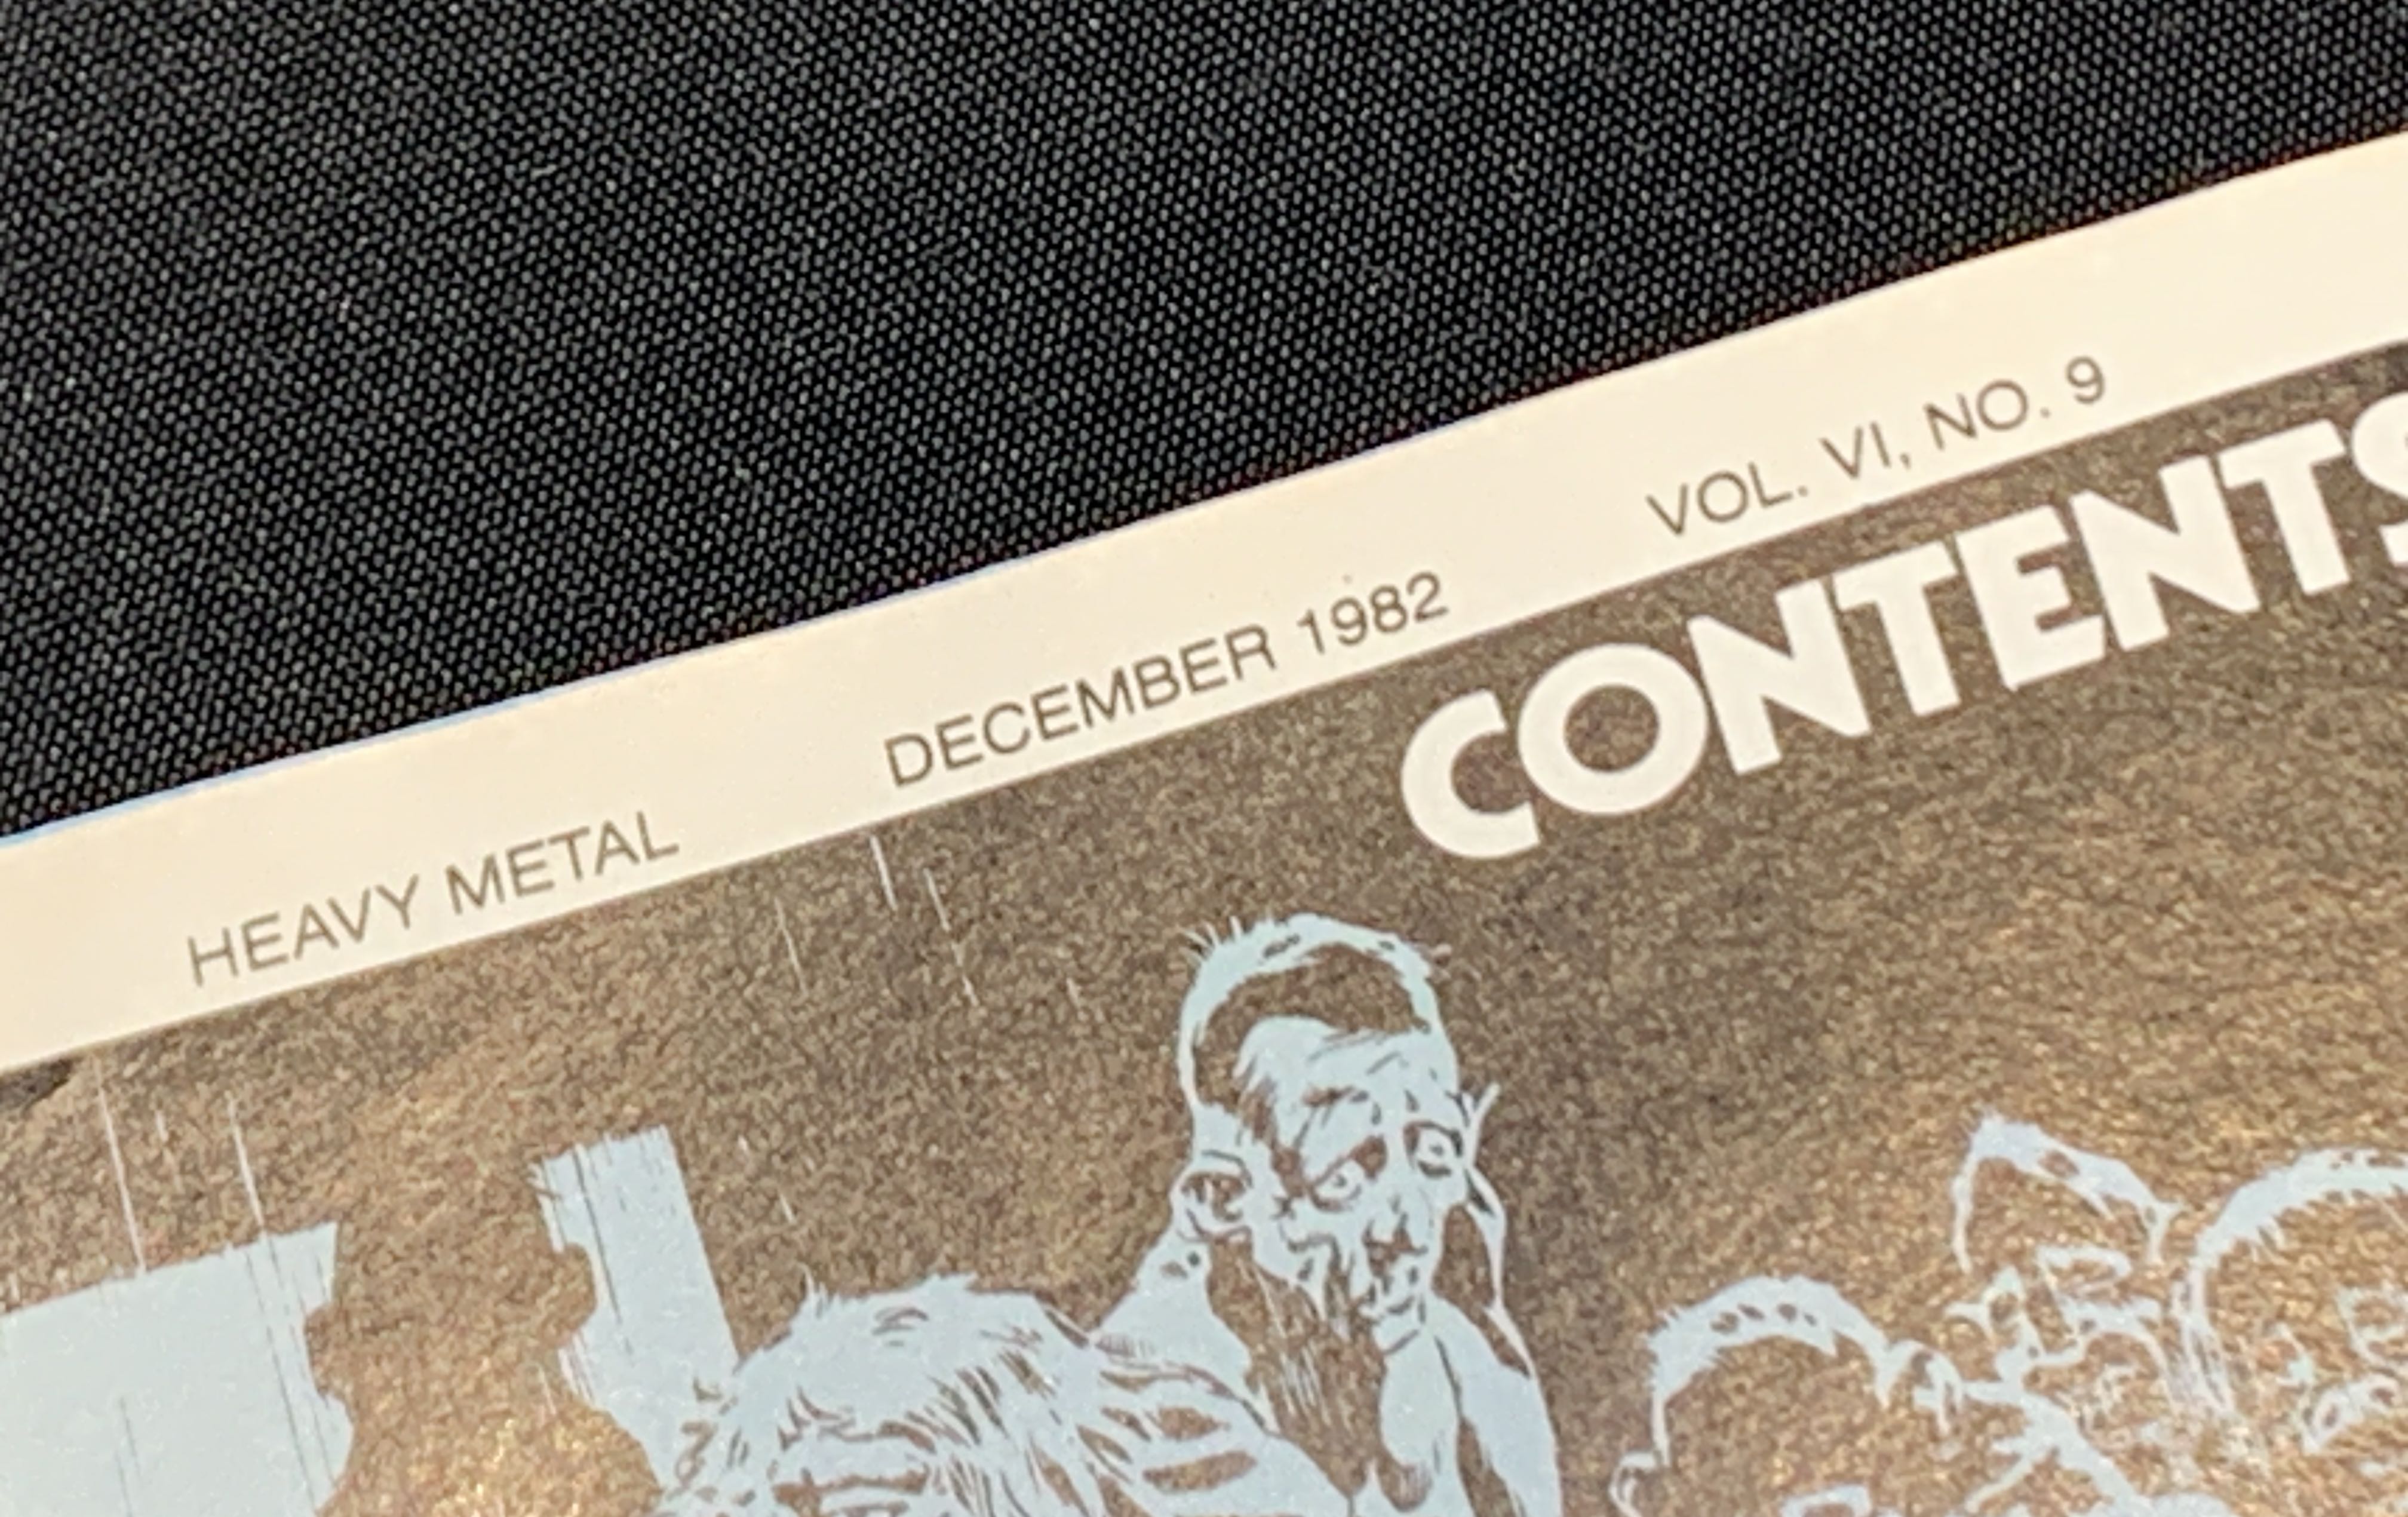 HEAVY METAL DECEMBER 1982 VOL. VI, NO. 9
CONTENTS